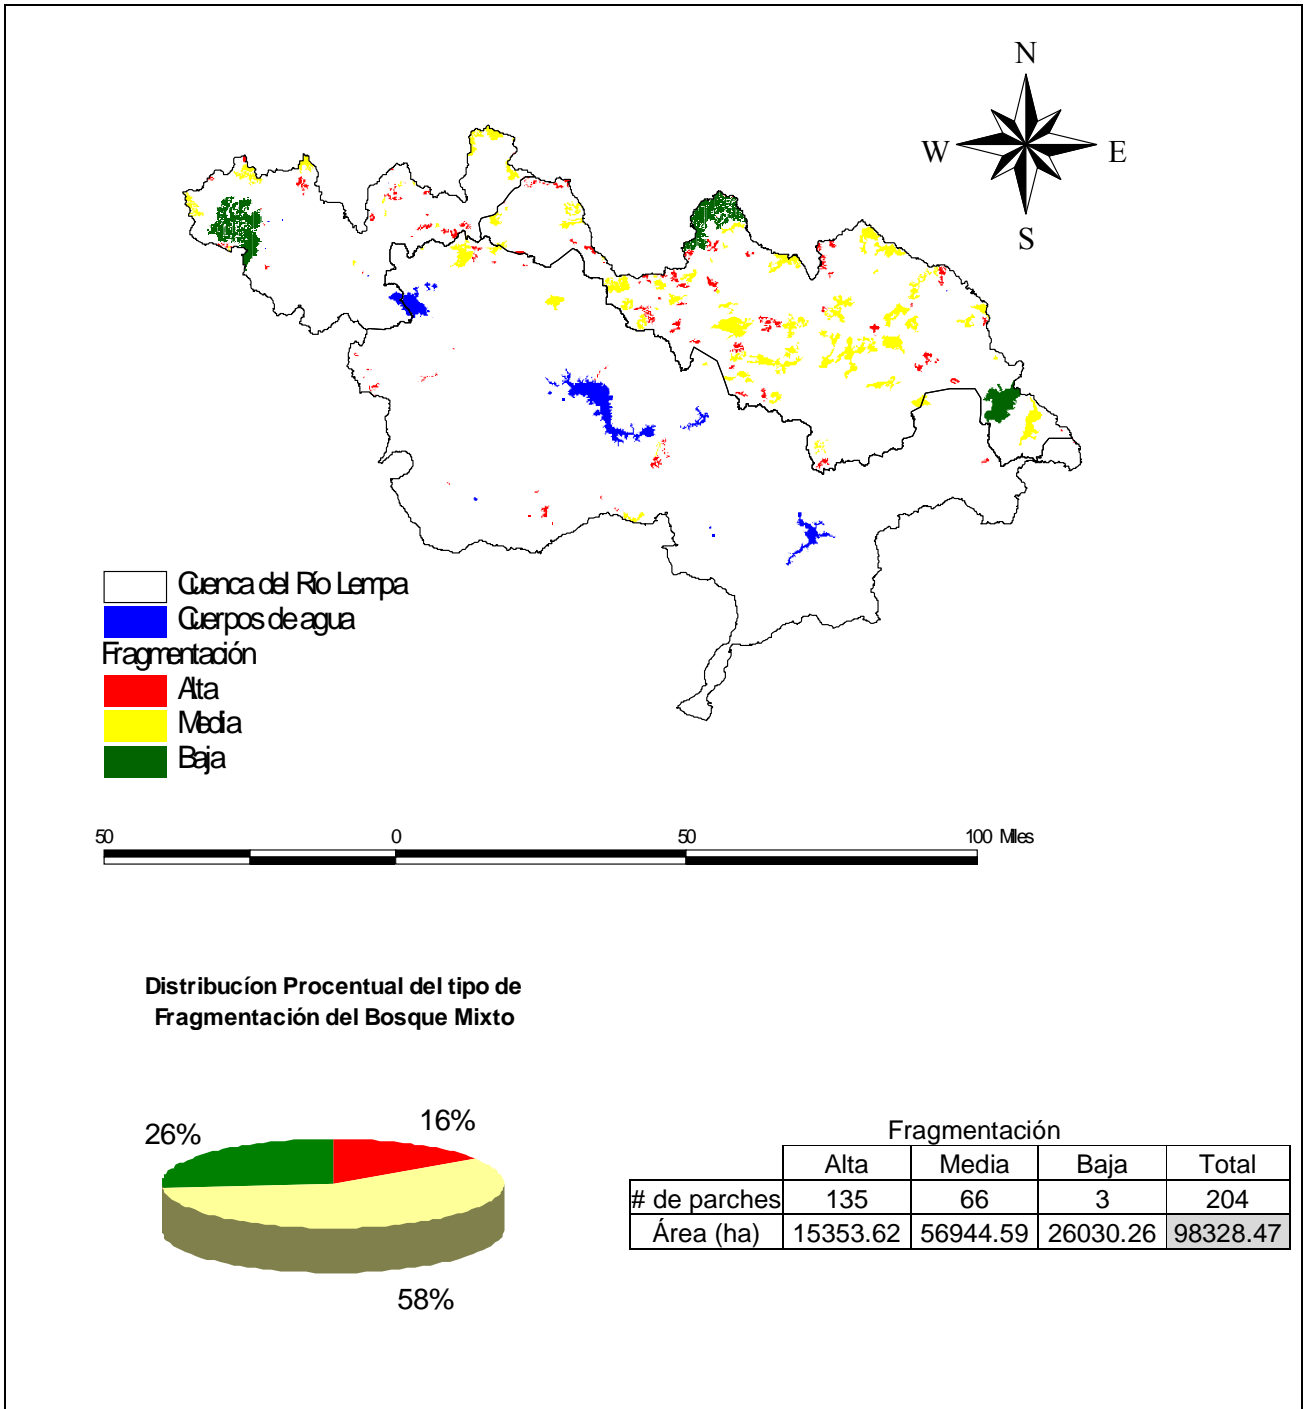 N
W E
S
Cuenca del Río Lempa
Cuerpos de agua
Fragmentación
Alta
Media
Baja
50 0 50 100 Miles
Distribucíon Procentual del tipo de
Fragmentación del Bosque Mixto
26% 16%
58%
Fragmentación
Alta Media Baja Total
# de parches 135 66 3 204
Área (ha) 15353.62 56944.59 26030.26 98328.47